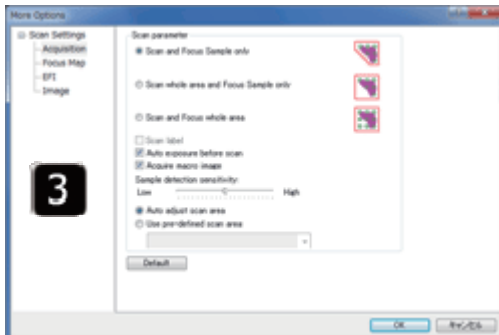 More Options
Scan Settings
Acquisition
Focus Map
EFI
Image
Scan parameter
Scan and Focus Sample only
Scan whole area and Focus Sample only
Scan and Focus whole area
Scan label
Auto exposure before scan
Acquire macro image
Sample detection sensitivity:
Low High
Auto adjust scan area
Use pre-defined scan area
Default
3
OK キャンセル